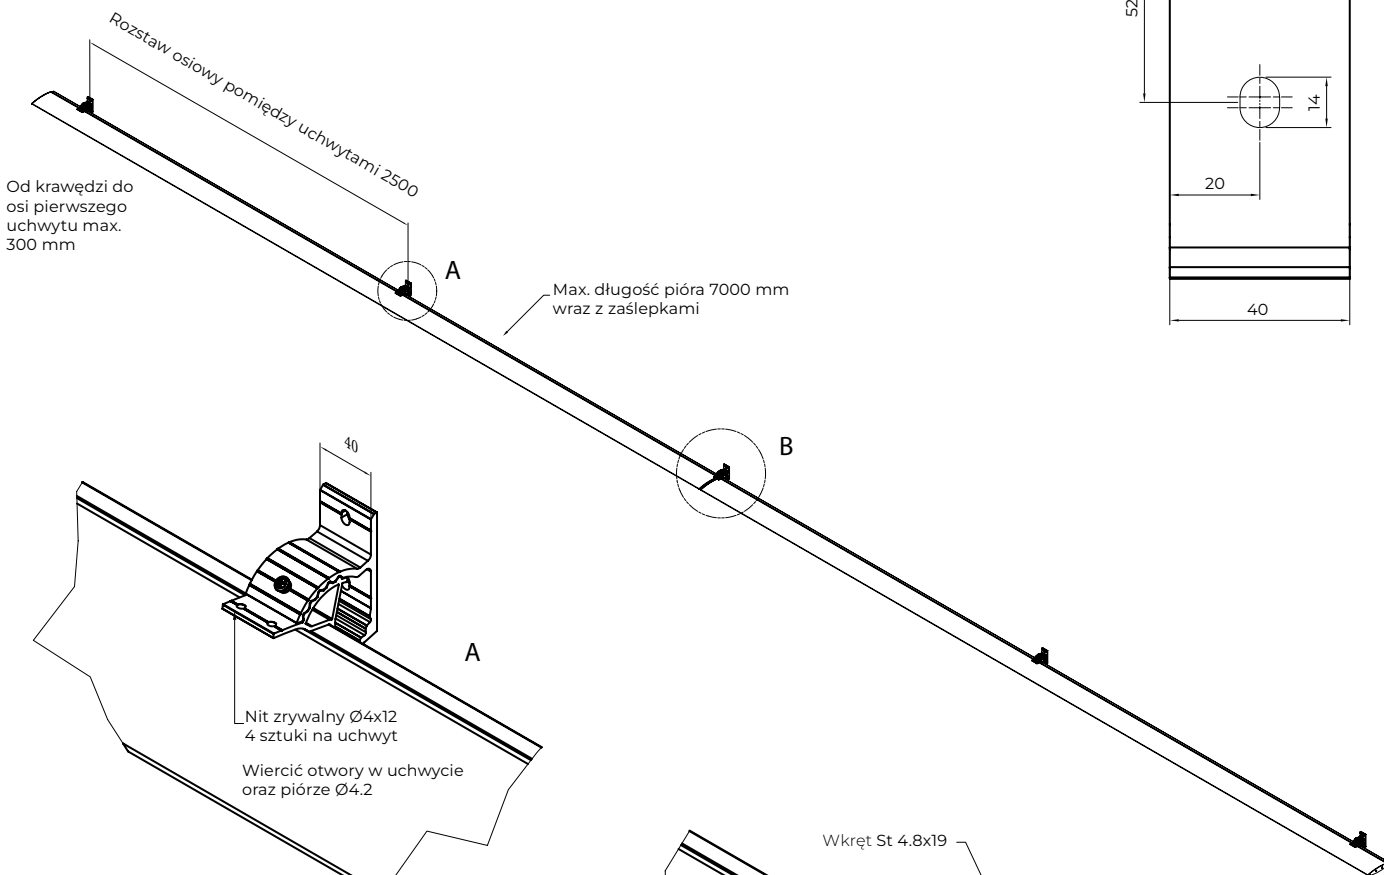 Rozstaw osiowy pomiędzy uchwytami 2500
52
14
20
40
Od krawędzi do
osi pierwszego
uchwytu max.
300 mm
A
Max. długość pióra 7000 mm
wraz z zaślepkami
B
40
A
Nit zrywalny Ø4x12
4 sztuki na uchwyt
Wiercić otwory w uchwycie
oraz piórze Ø4.2
Wkręt St 4.8x19